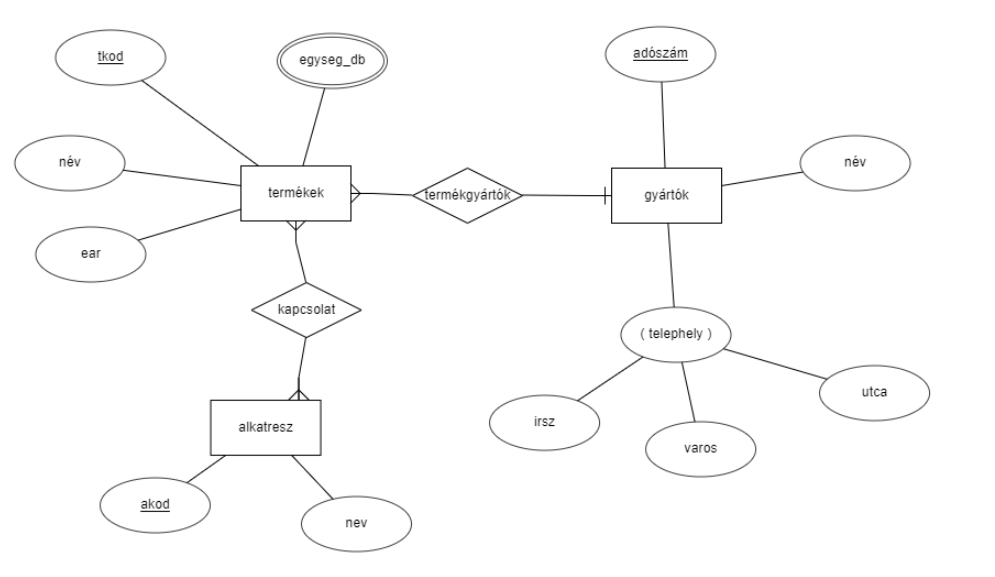 tkod
egyseg_db
adószám
név
név
termékek
termékgyártók
gyártók
ear
kapcsolat
( telephely )
utca
irsz
alkatresz
varos
akod
nev